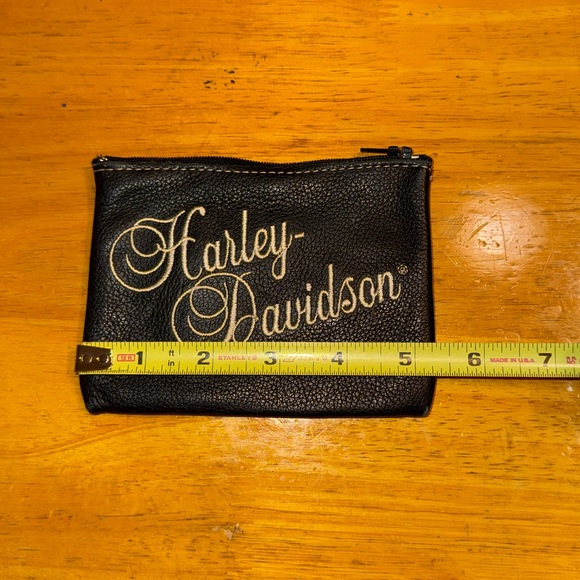 Harley-
Davidson®
1 ft in 2 STANLEY® 3 4 5 6 MADE IN U.S.A. 7